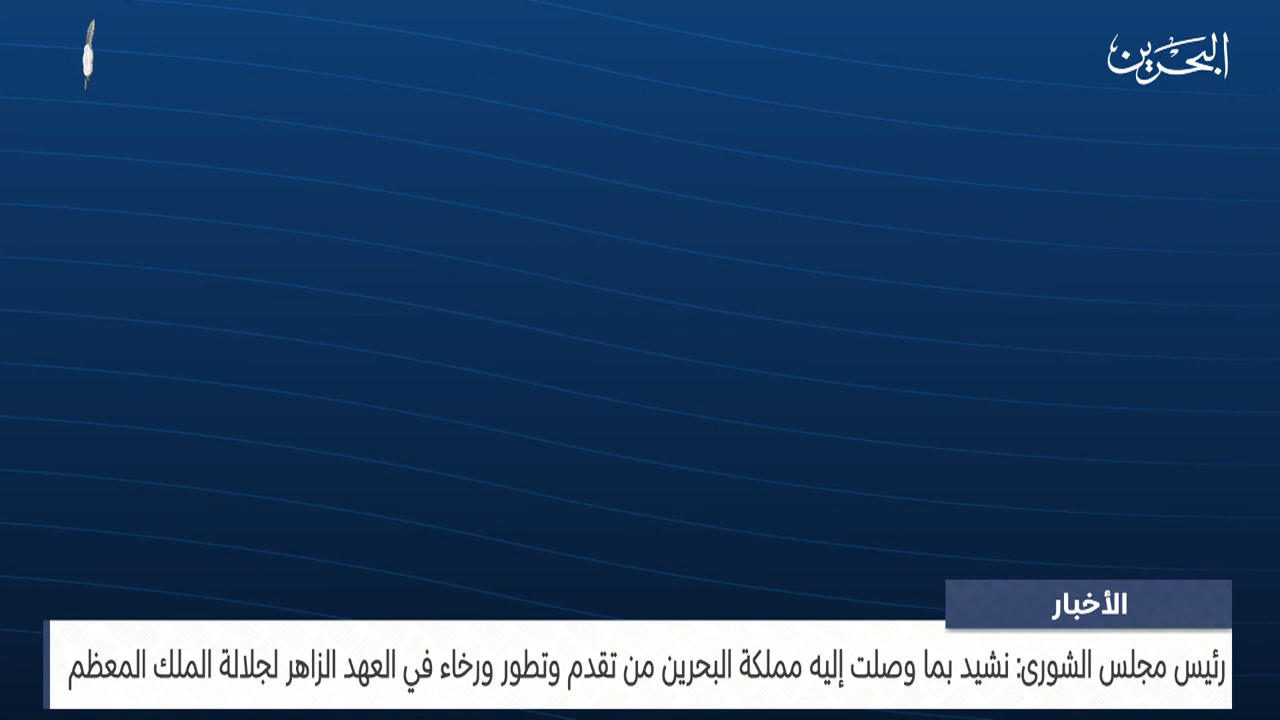 البحرين
الأخبار
رئيس مجلس الشورى: نشيد بما وصلت إليه مملكة البحرين من تقدم وتطور ورخاء في العهد الزاهر لجلالة الملك المعظم